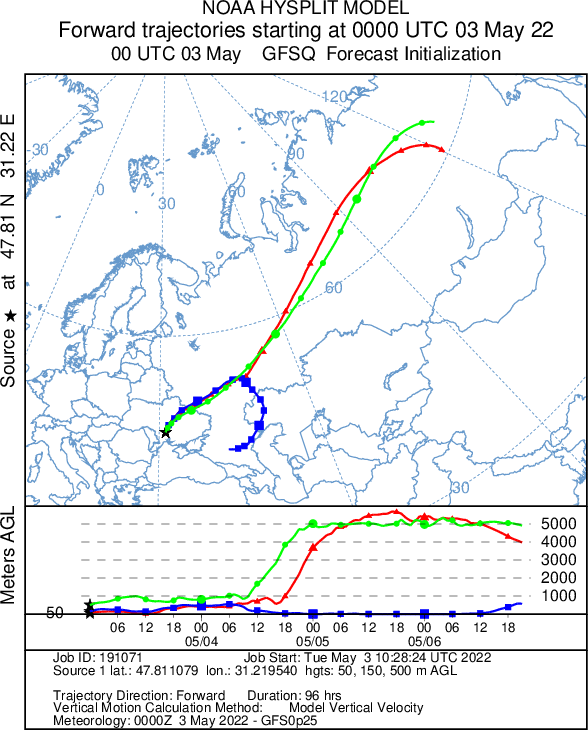 NOAA HYSPLIT MODEL
Forward trajectories starting at 0000 UTC 03 May 22
00 UTC 03 May    GFSQ  Forecast Initialization
Source ★ at 47.81 N 31.22 E
120
-30
90
0
30
60
60
30
Meters AGL
5000
4000
3000
2000
1000
50
06 12 18 00 06 12 18 00 06 12 18 00 06 12 18
05/04 05/05 05/06
Job ID: 191071 Job Start: Tue May 3 10:28:24 UTC 2022
Source 1 lat.: 47.811079 lon.: 31.219540 hgts: 50, 150, 500 m AGL
Trajectory Direction: Forward Duration: 96 hrs
Vertical Motion Calculation Method: Model Vertical Velocity
Meteorology: 0000Z 3 May 2022 - GFS0p25